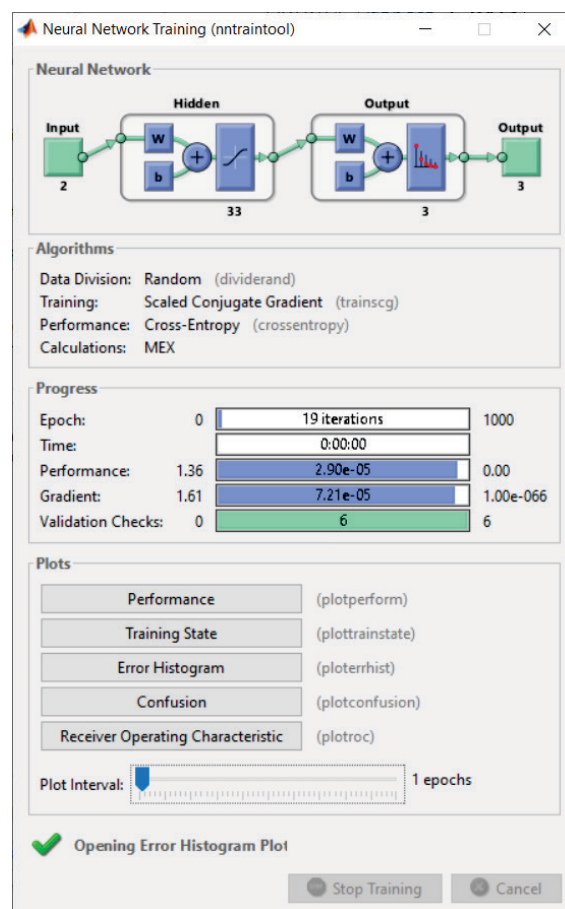 Neural Network Training (nntraintool)
Neural Network
Hidden
Output
Input
W
b
+
W
b
+
Output
2
33
3
3
Algorithms
Data Division: Random (dividerand)
Training: Scaled Conjugate Gradient (trainscg)
Performance: Cross-Entropy (crossentropy)
Calculations: MEX
Progress
Epoch: 0 19 iterations 1000
Time: 0:00:00
Performance: 1.36 2.90e-05 0.00
Gradient: 1.61 7.21e-05 1.00e-066
Validation Checks: 0 6 6
Plots
Performance (plotperform)
Training State (plottrainstate)
Error Histogram (ploterrhist)
Confusion (plotconfusion)
Receiver Operating Characteristic (plotroc)
Plot Interval: 1 epochs
Opening Error Histogram Plot
Stop Training Cancel